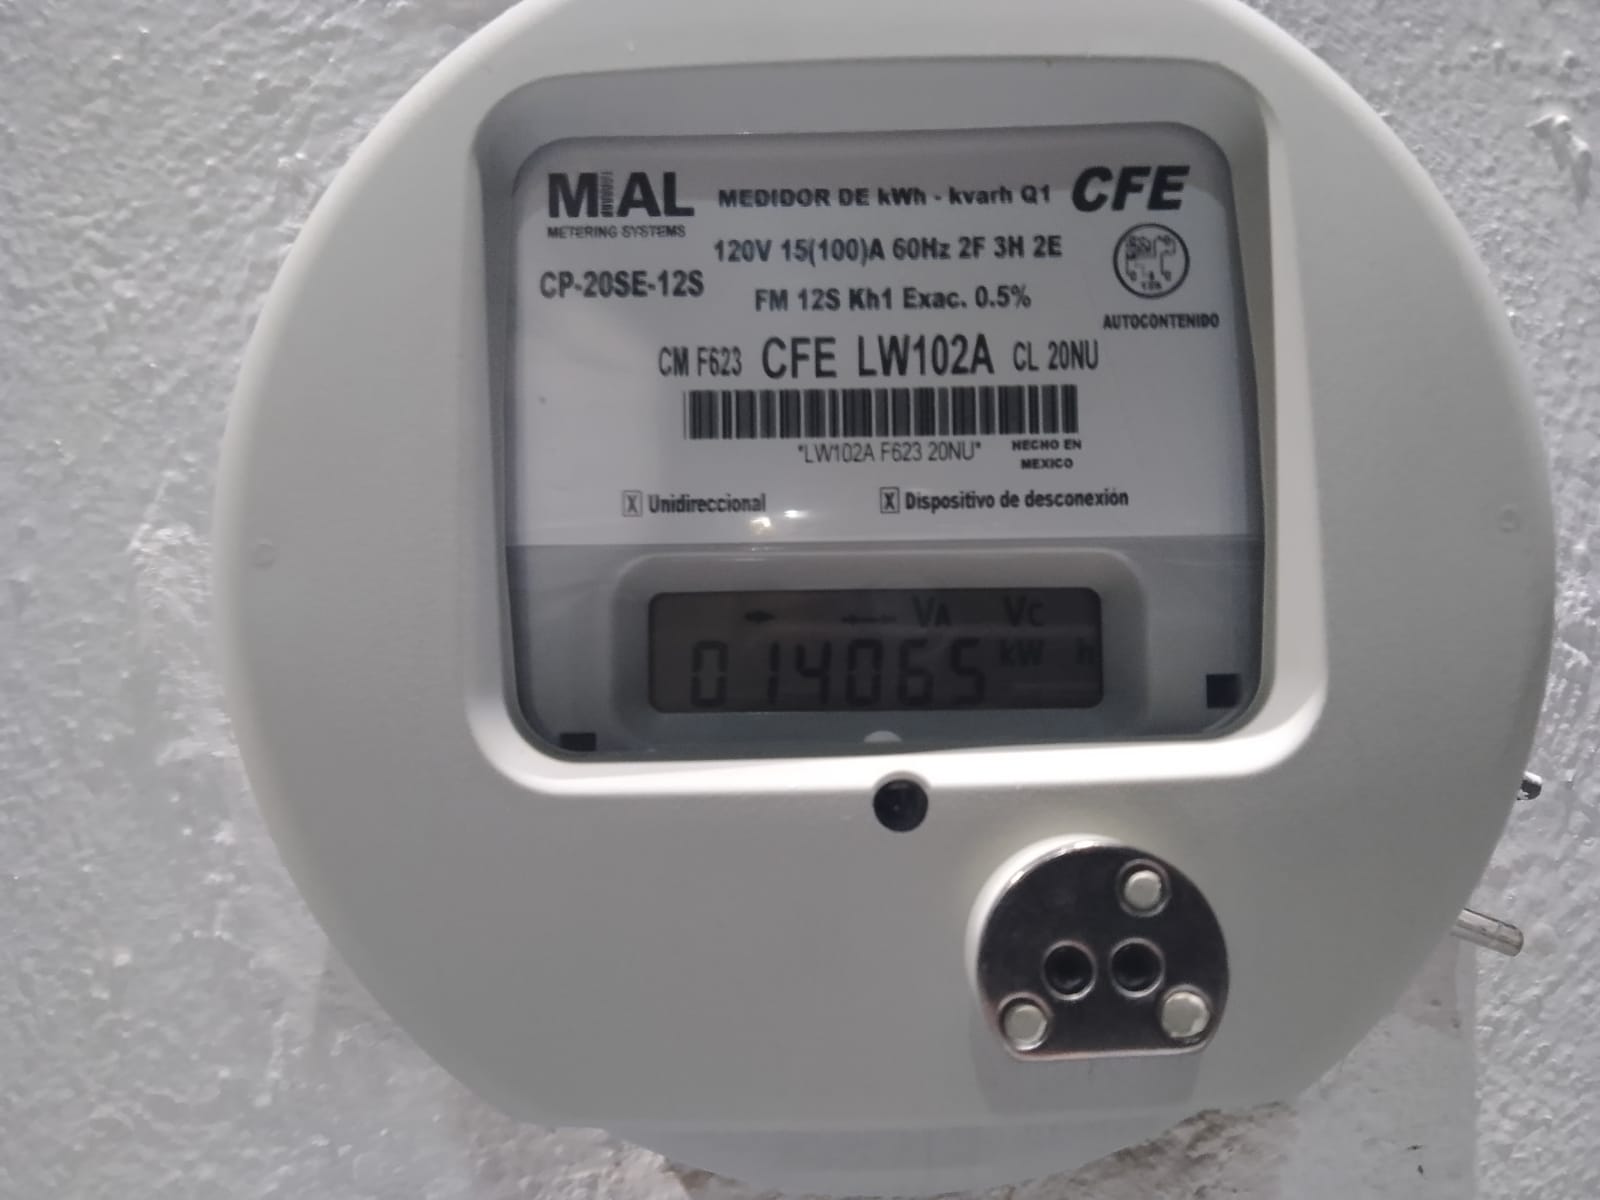 MIAL
METERING SYSTEMS
MEDIDOR DE kWh - kvarh Q1
CFE
120V 15(100)A 60Hz 2F 3H 2E
CP-20SE-12S
FM 12S Kh1 Exac. 0.5%
AUTOCONTENIDO
CM F623 CFE LW102A CL 20NU
*LW102A F623 20NU*
HECHO EN
MEXICO
X Unidireccional
X Dispositivo de desconexión
VA VC
014065 kW h